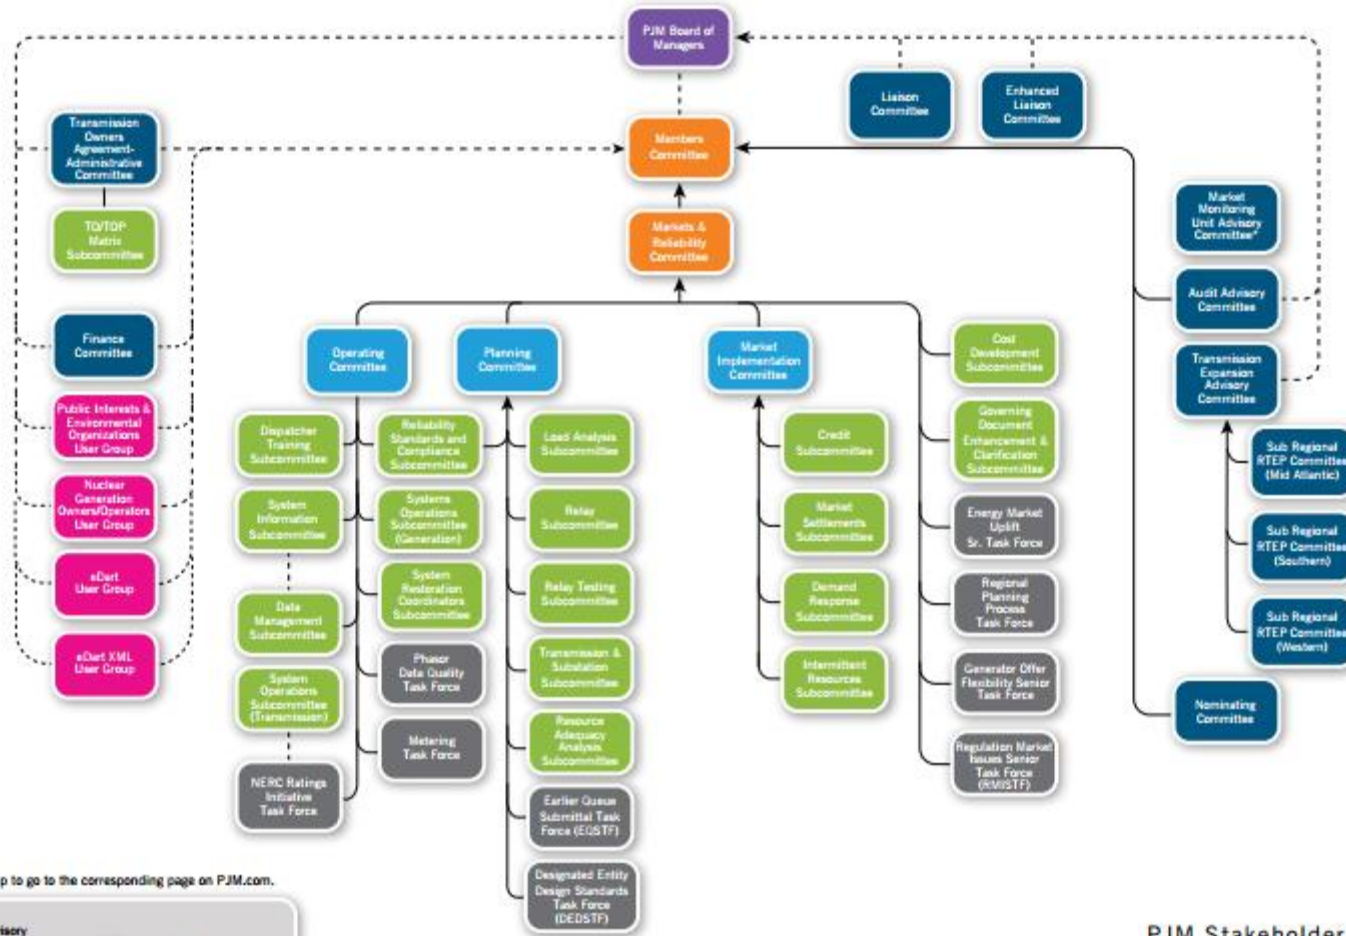 PJM Board of
Managers
Liaison
Committee
Enhanced
Liaison
Committee
Transmission
Owners
Agreement-
Administrative
Committee
Members
Committee
TO/TOP
Matrix
Subcommittee
Markets &
Reliability
Committee
Market
Monitoring
Unit Advisory
Committee*
Audit Advisory
Committee
Transmission
Expansion
Advisory
Committee
Sub Regional
RTEP Committee
(Mid Atlantic)
Sub Regional
RTEP Committee
(Southern)
Sub Regional
RTEP Committee
(Western)
Nominating
Committee
Finance
Committee
Public Interests &
Environmental
Organizations
User Group
Nuclear
Generation
Owners/Operators
User Group
eDart
User Group
eDart XML
User Group
Operating
Committee
Planning
Committee
Market
Implementation
Committee
Dispatcher
Training
Subcommittee
System
Information
Subcommittee
Data
Management
Subcommittee
System
Operations
Subcommittee
(Transmission)
NERC Ratings
Initiative
Task Force
Reliability
Standards and
Compliance
Subcommittee
Systems
Operations
Subcommittee
(Generation)
System
Restoration
Coordinators
Subcommittee
Phasor
Data Quality
Task Force
Metering
Task Force
Load Analysis
Subcommittee
Relay
Subcommittee
Relay Testing
Subcommittee
Transmission &
Substation
Subcommittee
Resource
Adequacy
Analysis
Subcommittee
Earlier Queue
Submittal Task
Force (EQSTF)
Designated Entity
Design Standards
Task Force
(DEDSTF)
Credit
Subcommittee
Market
Settlements
Subcommittee
Demand
Response
Subcommittee
Intermittent
Resources
Subcommittee
Cost
Development
Subcommittee
Governing
Document
Enhancement &
Clarification
Subcommittee
Energy Market
Uplift
Sr. Task Force
Regional
Planning
Process
Task Force
Generator Offer
Flexibility Senior
Task Force
Regulation Market
Issues Senior
Task Force
(RMISTF)
to go to the corresponding page on PJM.com.
PJM Stakeholder